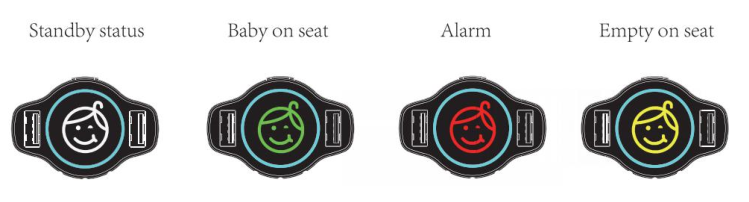 Standby status
Baby on seat
Alarm
Empty on seat